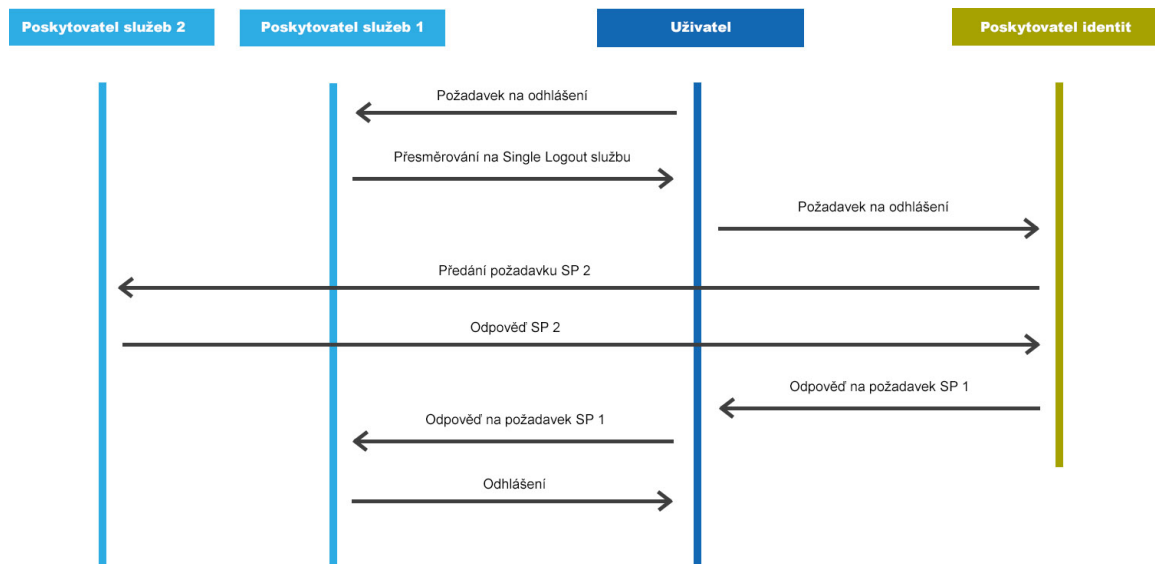 Poskytovatel služeb 2
Poskytovatel služeb 1
Uživatel
Poskytovatel identit
Požadavek na odhlášení
Přesměrování na Single Logout službu
Požadavek na odhlášení
Předání požadavku SP 2
Odpověď SP 2
Odpověď na požadavek SP 1
Odpověď na požadavek SP 1
Odhlášení